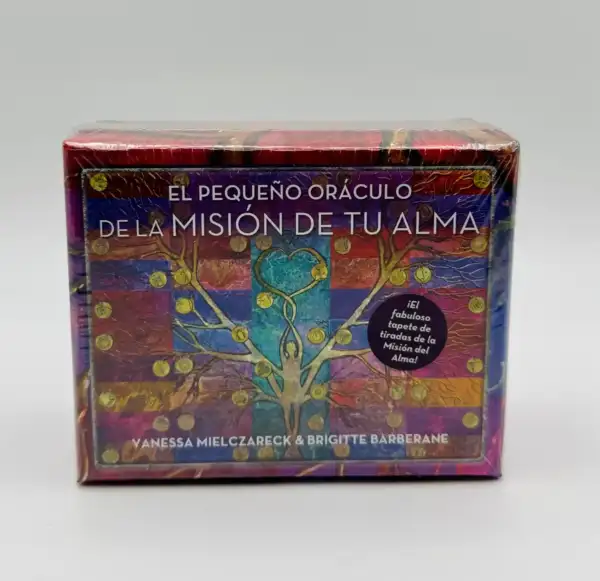 EL PEQUEÑO ORÁCULO
DE LA MISIÓN DE TU ALMA
¡El
fabuloso
tapete de
tiradas de la
Misión del
Alma!
VANESSA MIELCZARECK & BRIGITTE BARBERANE